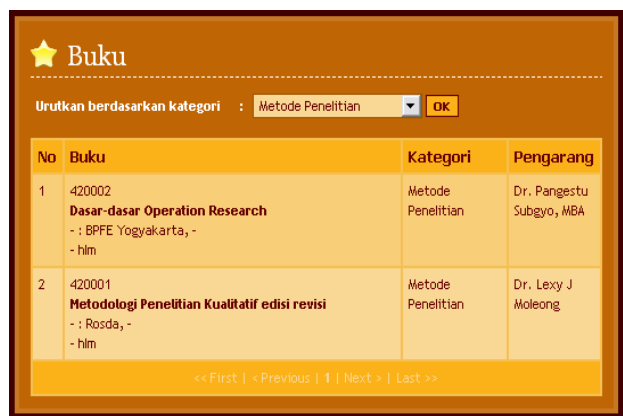 Buku
Urutkan berdasarkan kategori : Metode Penelitian OK
No Buku Kategori Pengarang
1 420002 Metode Dr. Pangestu
Dasar-dasar Operation Research Penelitian Subgyo, MBA
- : BPFE Yogyakarta, -
- hlm
2 420001 Metode Dr. Lexy J
Metodologi Penelitian Kualitatif edisi revisi Penelitian Moleong
- : Rosda, -
- hlm
<< First | < Previous | 1 | Next > | Last >>